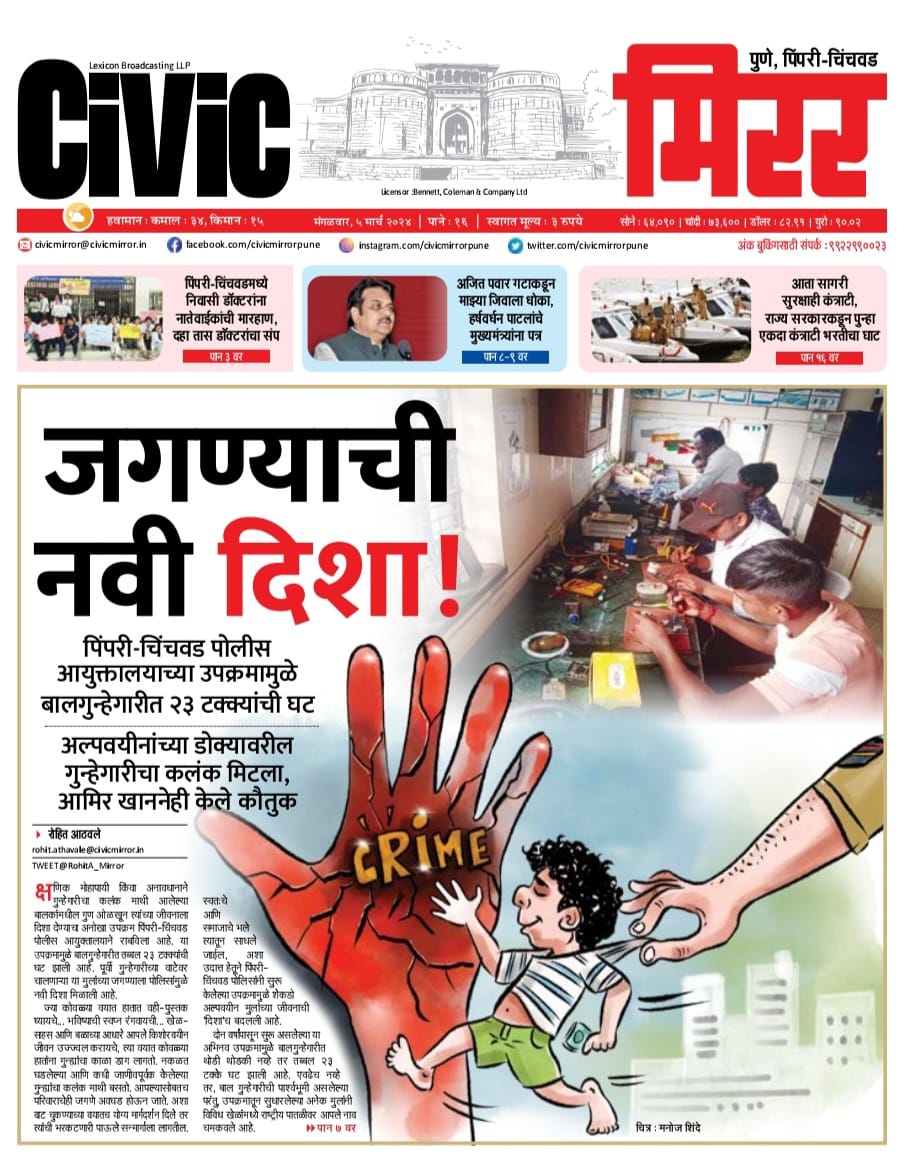 Lexicon Broadcasting LLP
CiViC
मिरर
पुणे, पिंपरी-चिंचवड
Licensor :Bennett, Coleman & Company Ltd
हवामान : कमाल : ३४, किमान : १५
मंगळवार, ५ मार्च २०२४ | पाने : १६ | स्वागत मूल्य : ३ रुपये
सोने : ६४,०९० | चांदी : ७३,६०० | डॉलर : ८२.९१ | युरो : ९०.०२
civicmirror@civicmirror.in
facebook.com/civicmirrorpune
instagram.com/civicmirrorpune
twitter.com/civicmirrorpune
अंक बुकिंगसाठी संपर्क : ९९२२९९००२३
पिंपरी-चिंचवडमध्ये
निवासी डॉक्टरांना
नातेवाईकांची मारहाण,
दहा तास डॉक्टरांचा संप
पान ३ वर
अजित पवार गटाकडून
माझ्या जिवाला धोका,
हर्षवर्धन पाटलांचे
मुख्यमंत्र्यांना पत्र
पान ८-९ वर
आता सागरी
सुरक्षाही कंत्राटी,
राज्य सरकारकडून पुन्हा
एकदा कंत्राटी भरतीचा घाट
पान १६ वर
जगण्याची
नवी दिशा!
पिंपरी-चिंचवड पोलीस
आयुक्तालयाच्या उपक्रमामुळे
बालगुन्हेगारीत २३ टक्क्यांची घट
अल्पवयीनांच्या डोक्यावरील
गुन्हेगारीचा कलंक मिटला,
आमिर खाननेही केले कौतुक
रोहित आठवले
rohit.athavale@civicmirror.in
TWEET@RohitA_Mirror
क्षणिक मोहापायी किंवा अनावधानाने
गुन्हेगारीचा कलंक माथी आलेल्या
बालकांमधील गुण ओळखून त्यांच्या जीवनाला
दिशा देण्याचा अनोखा उपक्रम पिंपरी-चिंचवड
पोलीस आयुक्तालयाने राबविला आहे. या
उपक्रमामुळे बालगुन्हेगारीत तब्बल २३ टक्क्यांची
घट झाली आहे. पूर्वी गुन्हेगारीच्या वाटेवर
चालणाऱ्या या मुलांच्या जगण्याला पोलिसांमुळे
नवी दिशा मिळाली आहे.
ज्या कोवळ्या वयात हातात वही-पुस्तक
घ्यायचे... भविष्याची स्वप्न रंगवायची... खेळ-
साहस आणि बळाच्या आधारे आपले किशोरवयीन
जीवन उज्ज्वल करायचे, त्या वयात कोवळ्या
हातांना गुन्ह्यांचा काळा डाग लागतो. नकळत
घडलेल्या आणि कधी जाणीवपूर्वक केलेल्या
गुन्ह्यांचा कलंक माथी बसतो. आपल्यासोबतच
परिवाराचेही जगणे अवघड होऊन जाते. अशा
वाट चुकण्याच्या वयातच योग्य मार्गदर्शन दिले तर
त्यांची भरकटणारी पाऊले सन्मार्गाला लागतील.
स्वतःचे
आणि
समाजाचे भले
त्यातून साधले
जाईल, अशा
उदात्त हेतूने पिंपरी-
चिंचवड पोलिसांनी सुरू
केलेल्या उपक्रमामुळे शेकडो
अल्पवयीन मुलांच्या जीवनाची
'दिशा'च बदलली आहे.
दोन वर्षांपासून सुरू असलेल्या या
अभिनव उपक्रमामुळे बालगुन्हेगारीत
थोडी थोडकी नव्हे तर तब्बल २३
टक्के घट झाली आहे. एवढेच नव्हे
तर, बाल गुन्हेगारीची पार्श्वभूमी असलेल्या
परंतु, उपक्रमातून सुधारलेल्या अनेक मुलांनी
विविध खेळांमध्ये राष्ट्रीय पातळीवर आपले नाव
चमकवले आहे.
पान ७ वर
CRIME
चित्र : मनोज शिंदे